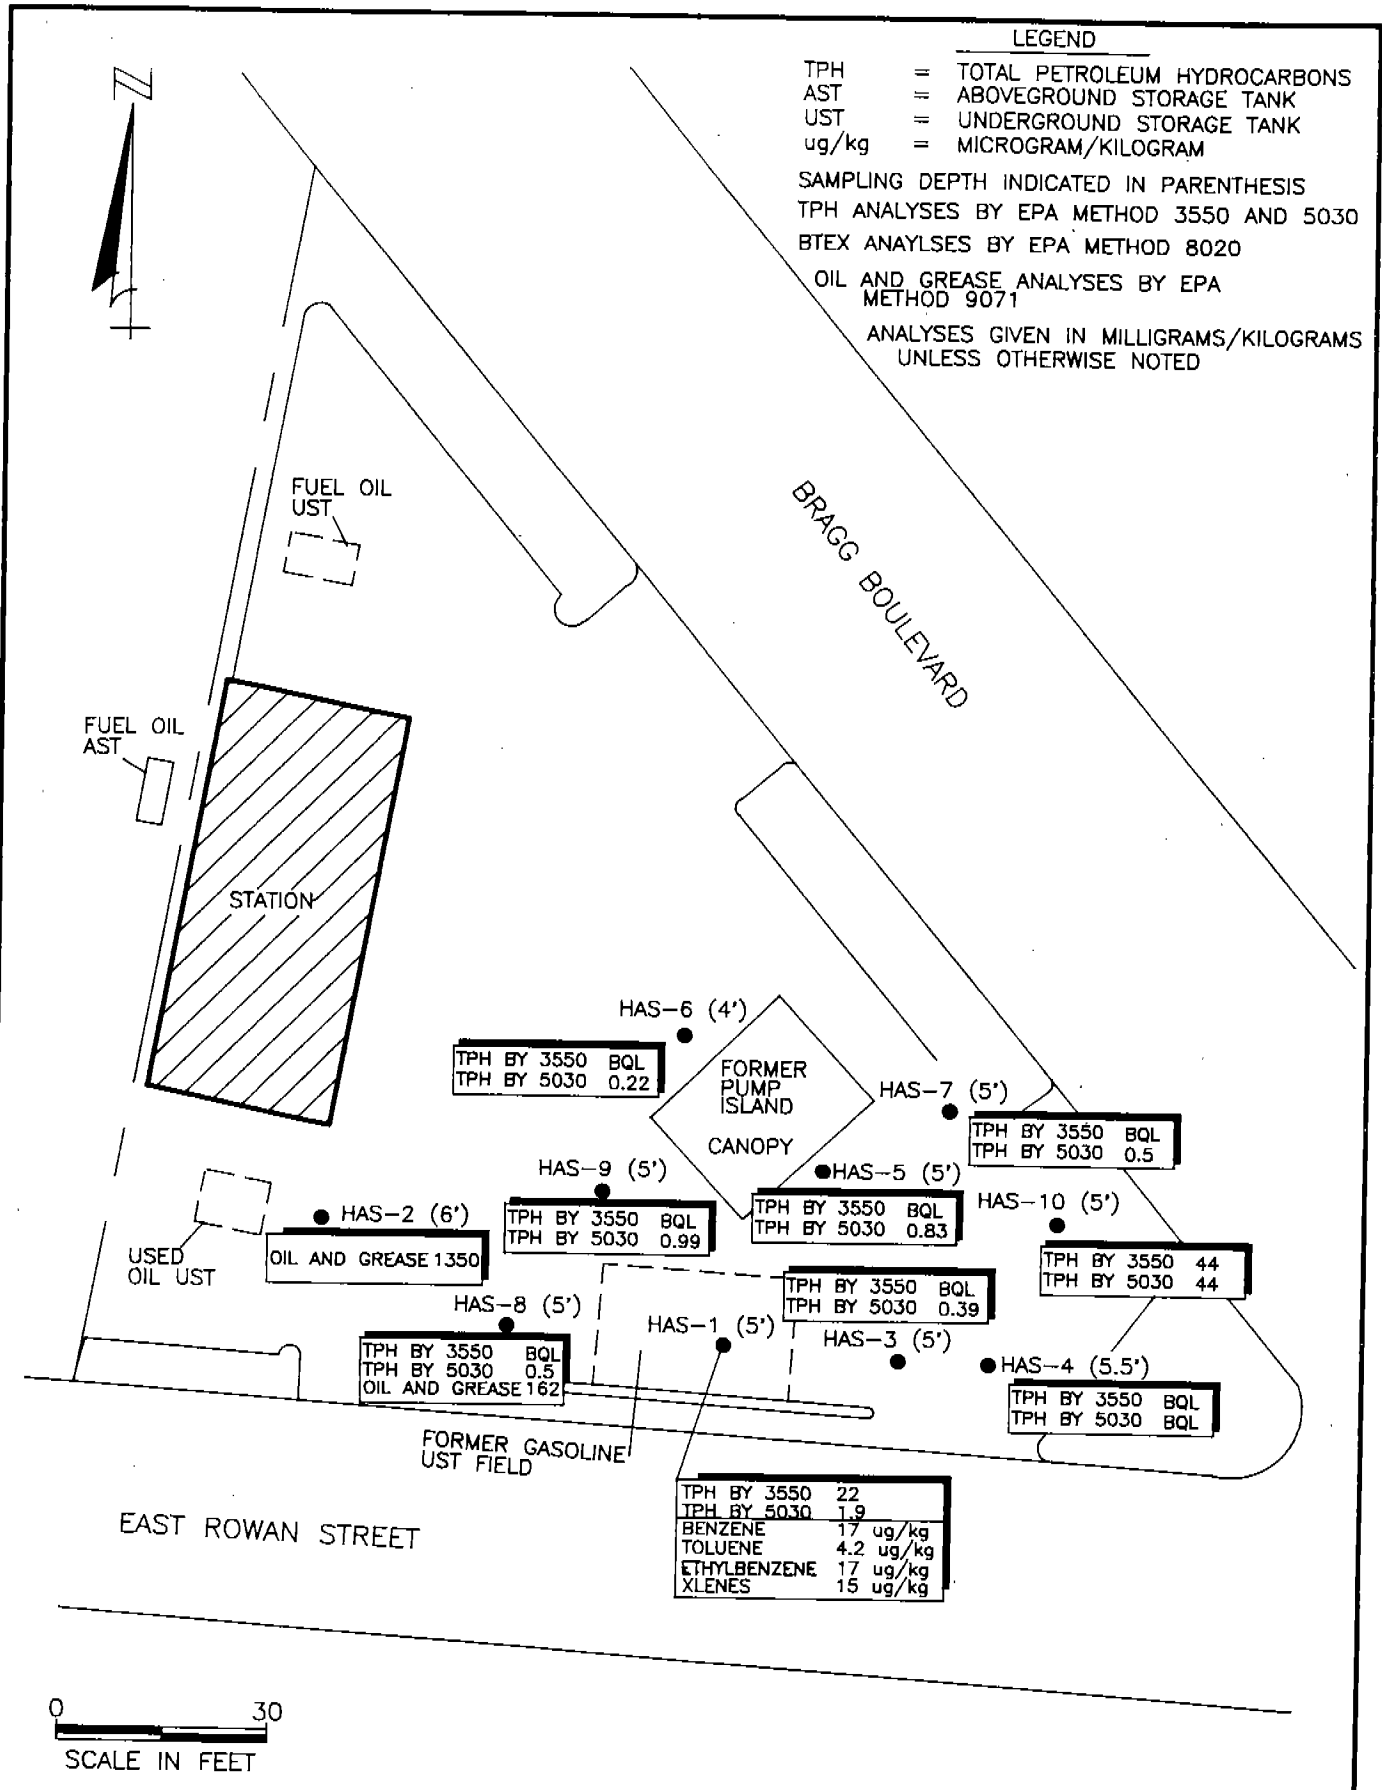 LEGEND
TPH = TOTAL PETROLEUM HYDROCARBONS
AST = ABOVEGROUND STORAGE TANK
UST = UNDERGROUND STORAGE TANK
ug/kg = MICROGRAM/KILOGRAM
SAMPLING DEPTH INDICATED IN PARENTHESIS
TPH ANALYSES BY EPA METHOD 3550 AND 5030
BTEX ANAYLSES BY EPA METHOD 8020
OIL AND GREASE ANALYSES BY EPA
METHOD 9071
ANALYSES GIVEN IN MILLIGRAMS/KILOGRAMS
UNLESS OTHERWISE NOTED
N
FUEL OIL
UST
BRAGG BOULEVARD
FUEL OIL
AST
STATION
HAS-6 (4')
TPH BY 3550 BQL
TPH BY 5030 0.22
FORMER
PUMP
ISLAND
CANOPY
HAS-7 (5')
TPH BY 3550 BQL
TPH BY 5030 0.5
HAS-9 (5')
TPH BY 3550 BQL
TPH BY 5030 0.99
HAS-5 (5')
TPH BY 3550 BQL
TPH BY 5030 0.83
HAS-10 (5')
TPH BY 3550 44
TPH BY 5030 44
HAS-2 (6')
OIL AND GREASE 1350
USED
OIL UST
TPH BY 3550 BQL
TPH BY 5030 0.39
HAS-3 (5')
HAS-8 (5')
TPH BY 3550 BQL
TPH BY 5030 0.5
OIL AND GREASE 162
HAS-1 (5')
HAS-4 (5.5')
TPH BY 3550 BQL
TPH BY 5030 BQL
FORMER GASOLINE
UST FIELD
TPH BY 3550 22
TPH BY 5030 1.9
BENZENE 17 ug/kg
TOLUENE 4.2 ug/kg
ETHYLBENZENE 17 ug/kg
XLENES 15 ug/kg
EAST ROWAN STREET
0 30
SCALE IN FEET